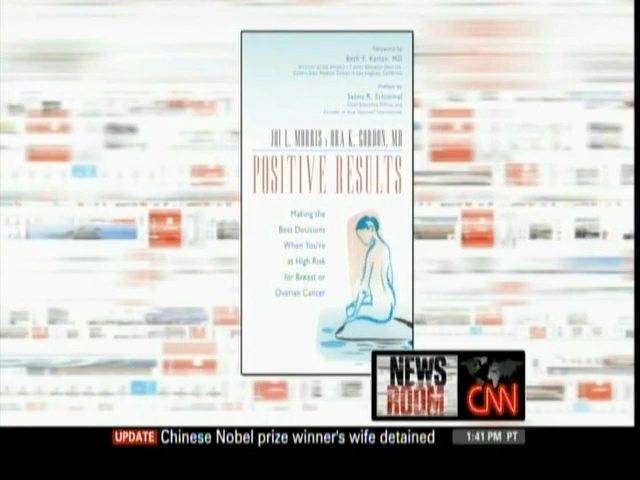 Foreword by
Beth Y. Karlan, MD
Preface by
Selma R. Schimmel
JOI L. MORRIS & ORA K. GORDON, MD
POSITIVE RESULTS
Making the
Best Decisions
When You're
at High Risk
for Breast or
Ovarian Cancer
NEWS
ROOM
CNN
UPDATE Chinese Nobel prize winner's wife detained 1:41 PM PT